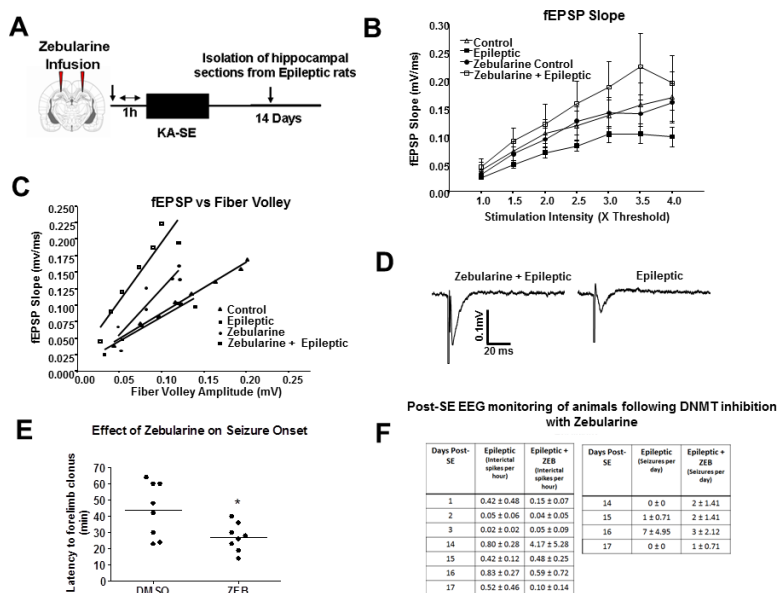 A
Zebularine
Infusion
1h
KA-SE
Isolation of hippocampal
sections from Epileptic rats
14 Days
B
fEPSP Slope
fEPSP Slope (mV/ms)
0.30
0.25
0.20
0.15
0.10
0.05
0.00
Control
Epileptic
Zebularine Control
Zebularine + Epileptic
1.0 1.5 2.0 2.5 3.0 3.5 4.0
Stimulation Intensity (X Threshold)
C
fEPSP vs Fiber Volley
fEPSP Slope (mv/ms)
0.250
0.225
0.200
0.175
0.150
0.125
0.100
0.075
0.050
0.025
0.000
Control
Epileptic
Zebularine
Zebularine + Epileptic
0.00 0.05 0.10 0.15 0.20 0.25
Fiber Volley Amplitude (mV)
D
Zebularine + Epileptic
Epileptic
0.1mV
20 ms
E
Effect of Zebularine on Seizure Onset
Latency to forelimb clonus
(min)
70
60
50
40
30
20
10
0
*
DMSO ZEB
Post-SE EEG monitoring of animals following DNMT inhibition
with Zebularine
F
Days Post-SE Epileptic (Interictal spikes per hour) Epileptic + ZEB (Interictal spikes per hour)
1 0.42 ± 0.48 0.15 ± 0.07
2 0.05 ± 0.06 0.04 ± 0.05
3 0.02 ± 0.02 0.05 ± 0.09
14 0.80 ± 0.28 4.17 ± 5.28
15 0.42 ± 0.12 0.48 ± 0.25
16 0.83 ± 0.27 0.59 ± 0.72
17 0.52 ± 0.46 0.10 ± 0.14
Days Post-SE Epileptic (Seizures per day) Epileptic + ZEB (Seizures per day)
14 0 ± 0 2 ± 1.41
15 1 ± 0.71 2 ± 1.41
16 7 ± 4.95 3 ± 2.12
17 0 ± 0 1 ± 0.71